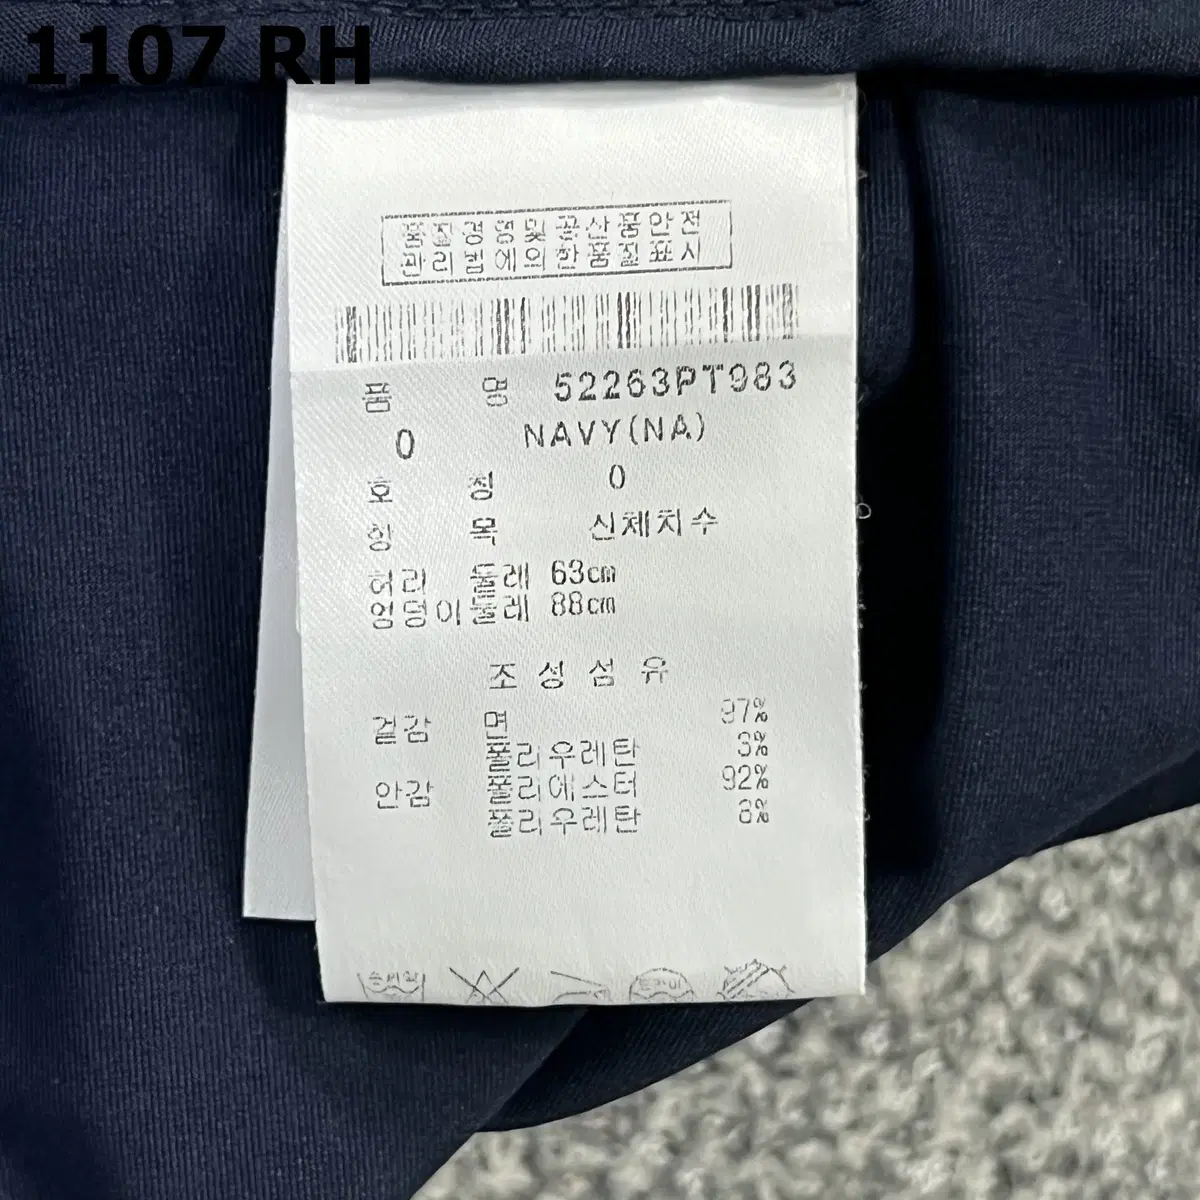 1107 RH
품질경영및공산품안전
관리법에의한품질표시
품 명 52263PT983
0 NAVY(NA)
호 칭 0
항 목 신체치수
허리 둘레 63cm
엉덩이둘레 88cm
조성섬유
겉감 면 97%
폴리우레탄 3%
안감 폴리에스터 92%
폴리우레탄 8%